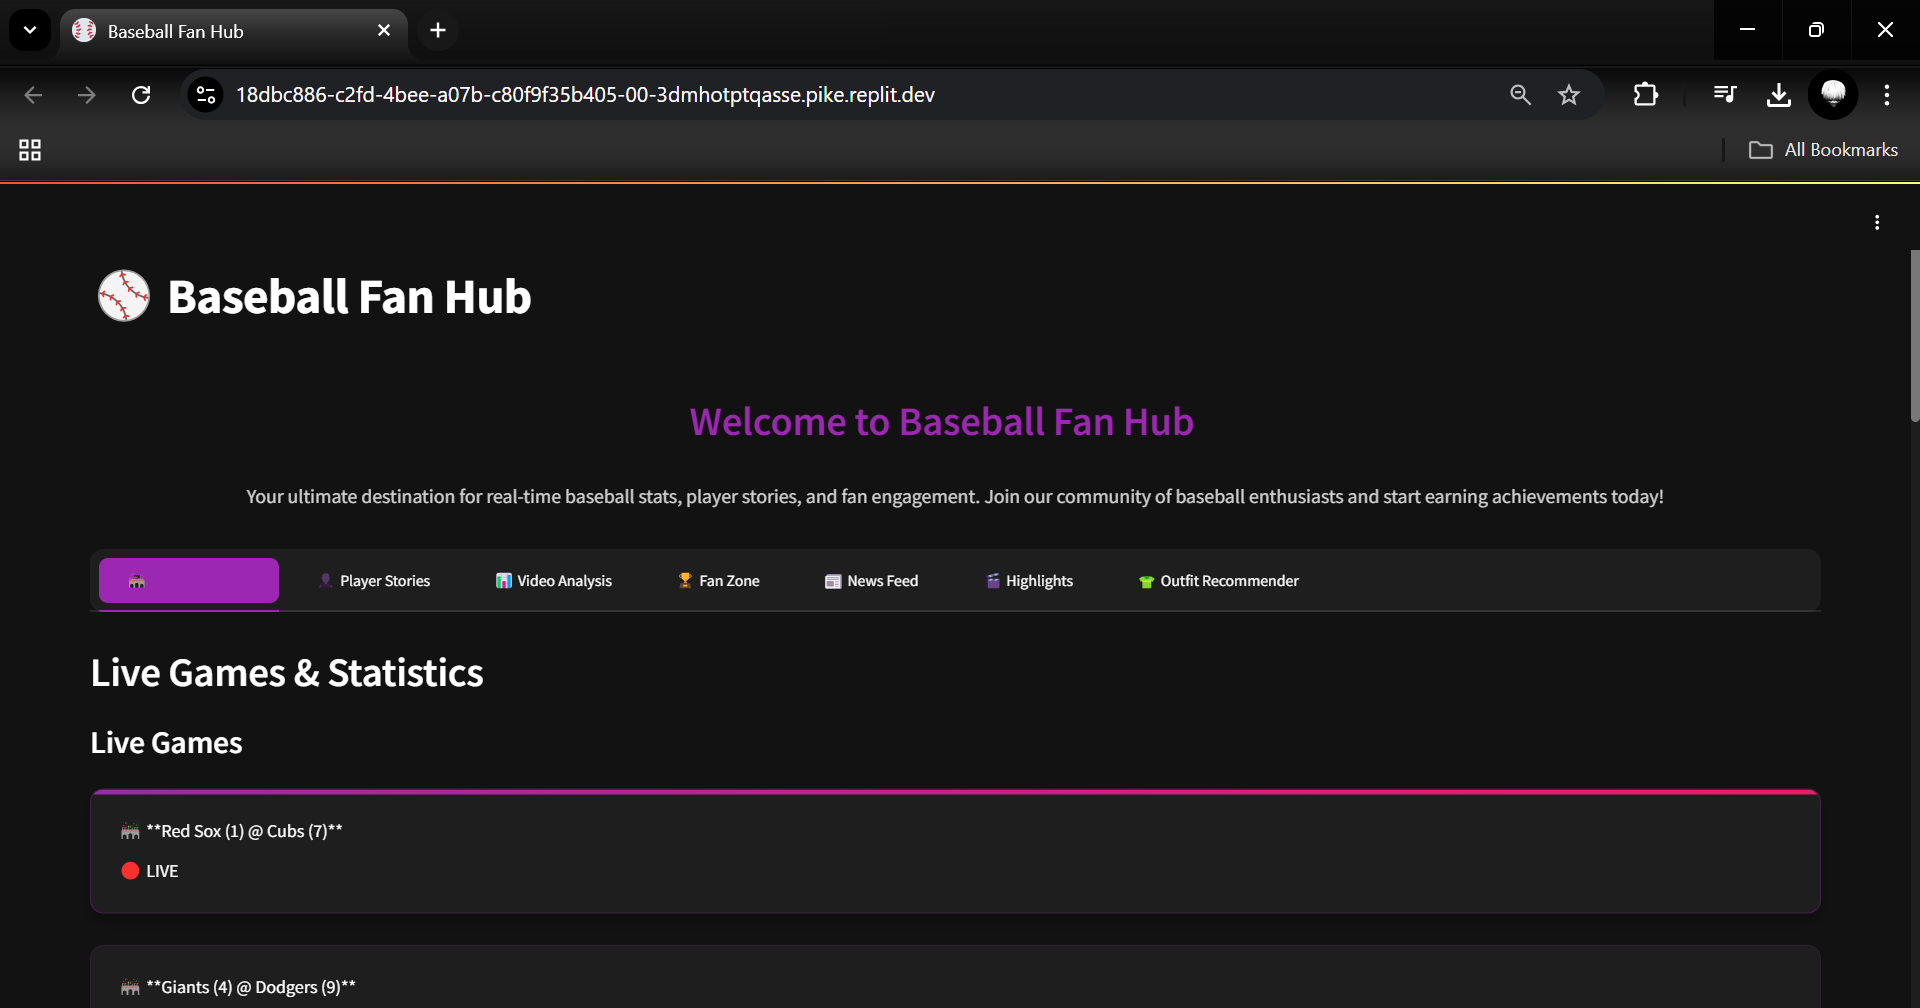 Baseball Fan Hub
18dbc886-c2fd-4bee-a07b-c80f9f35b405-00-3dmhotptqasse.pike.replit.dev
All Bookmarks
Baseball Fan Hub
Welcome to Baseball Fan Hub
Your ultimate destination for real-time baseball stats, player stories, and fan engagement. Join our community of baseball enthusiasts and start earning achievements today!
Player Stories Video Analysis Fan Zone News Feed Highlights Outfit Recommender
Live Games & Statistics
Live Games
**Red Sox (1) @ Cubs (7)**
LIVE
**Giants (4) @ Dodgers (9)**